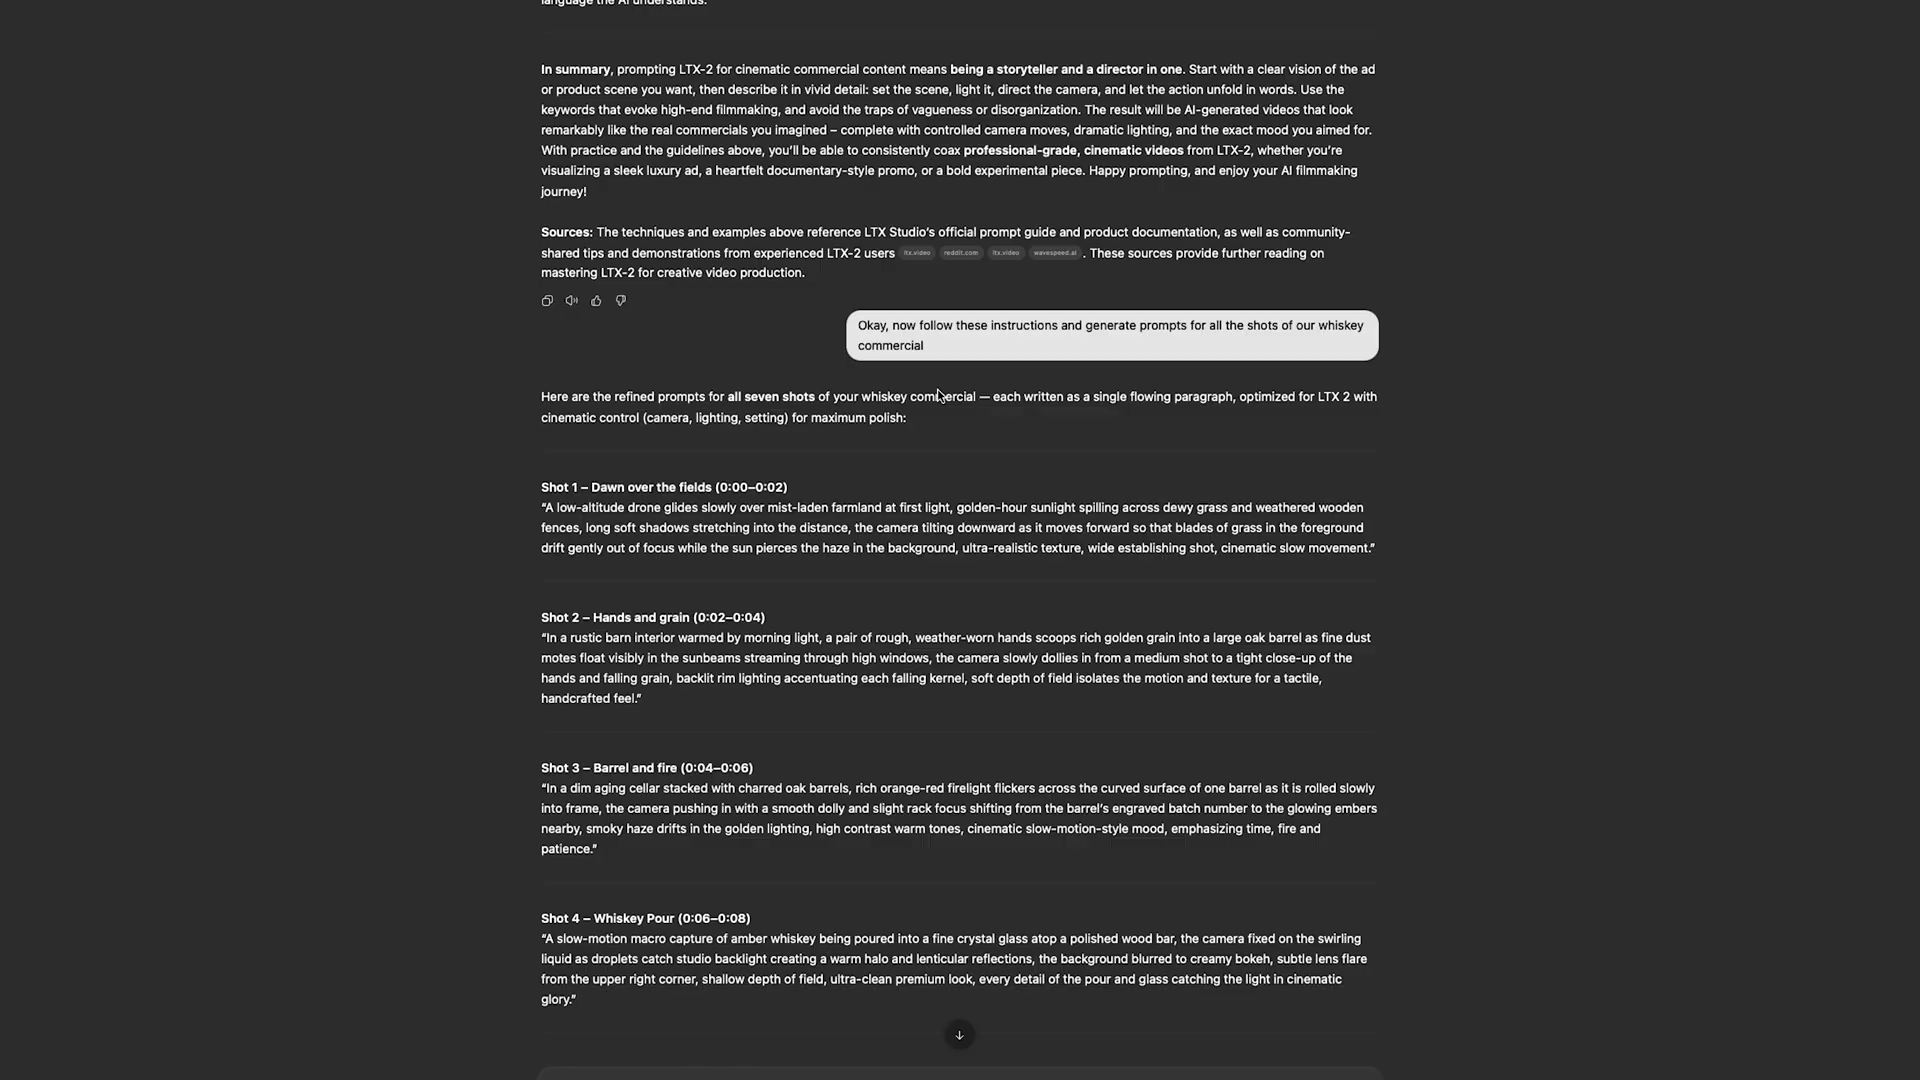 language the AI understands.
In summary, prompting LTX-2 for cinematic commercial content means being a storyteller and a director in one. Start with a clear vision of the ad
or product scene you want, then describe it in vivid detail: set the scene, light it, direct the camera, and let the action unfold in words. Use the
keywords that evoke high-end filmmaking, and avoid the traps of vagueness or disorganization. The result will be AI-generated videos that look
remarkably like the real commercials you imagined – complete with controlled camera moves, dramatic lighting, and the exact mood you aimed for.
With practice and the guidelines above, you’ll be able to consistently coax professional-grade, cinematic videos from LTX-2, whether you’re
visualizing a sleek luxury ad, a heartfelt documentary-style promo, or a bold experimental piece. Happy prompting, and enjoy your AI filmmaking
journey!
Sources: The techniques and examples above reference LTX Studio’s official prompt guide and product documentation, as well as community-
shared tips and demonstrations from experienced LTX-2 users ltx.video reddit.com ltx.video wavespeed.ai . These sources provide further reading on
mastering LTX-2 for creative video production.
Okay, now follow these instructions and generate prompts for all the shots of our whiskey
commercial
Here are the refined prompts for all seven shots of your whiskey commercial — each written as a single flowing paragraph, optimized for LTX 2 with
cinematic control (camera, lighting, setting) for maximum polish:
Shot 1 – Dawn over the fields (0:00–0:02)
“A low-altitude drone glides slowly over mist-laden farmland at first light, golden-hour sunlight spilling across dewy grass and weathered wooden
fences, long soft shadows stretching into the distance, the camera tilting downward as it moves forward so that blades of grass in the foreground
drift gently out of focus while the sun pierces the haze in the background, ultra-realistic texture, wide establishing shot, cinematic slow movement.”
Shot 2 – Hands and grain (0:02–0:04)
“In a rustic barn interior warmed by morning light, a pair of rough, weather-worn hands scoops rich golden grain into a large oak barrel as fine dust
motes float visibly in the sunbeams streaming through high windows, the camera slowly dollies in from a medium shot to a tight close-up of the
hands and falling grain, backlit rim lighting accentuating each falling kernel, soft depth of field isolates the motion and texture for a tactile,
handcrafted feel.”
Shot 3 – Barrel and fire (0:04–0:06)
“In a dim aging cellar stacked with charred oak barrels, rich orange-red firelight flickers across the curved surface of one barrel as it is rolled slowly
into frame, the camera pushing in with a smooth dolly and slight rack focus shifting from the barrel’s engraved batch number to the glowing embers
nearby, smoky haze drifts in the golden lighting, high contrast warm tones, cinematic slow-motion-style mood, emphasizing time, fire and
patience.”
Shot 4 – Whiskey Pour (0:06–0:08)
“A slow-motion macro capture of amber whiskey being poured into a fine crystal glass atop a polished wood bar, the camera fixed on the swirling
liquid as droplets catch studio backlight creating a warm halo and lenticular reflections, the background blurred to creamy bokeh, subtle lens flare
from the upper right corner, shallow depth of field, ultra-clean premium look, every detail of the pour and glass catching the light in cinematic
glory.”